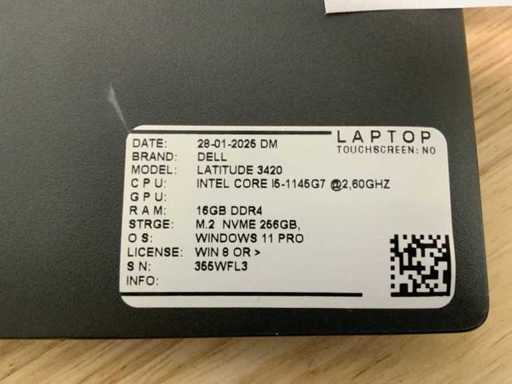 LAPTOP
TOUCHSCREEN: NO
DATE: 28-01-2025 DM
BRAND: DELL
MODEL: LATITUDE 3420
CPU: INTEL CORE I5-1145G7 @2,60GHZ
GPU:
RAM: 16GB DDR4
STRGE: M.2 NVME 256GB,
OS: WINDOWS 11 PRO
LICENSE: WIN 8 OR >
SN: 355WFL3
INFO: